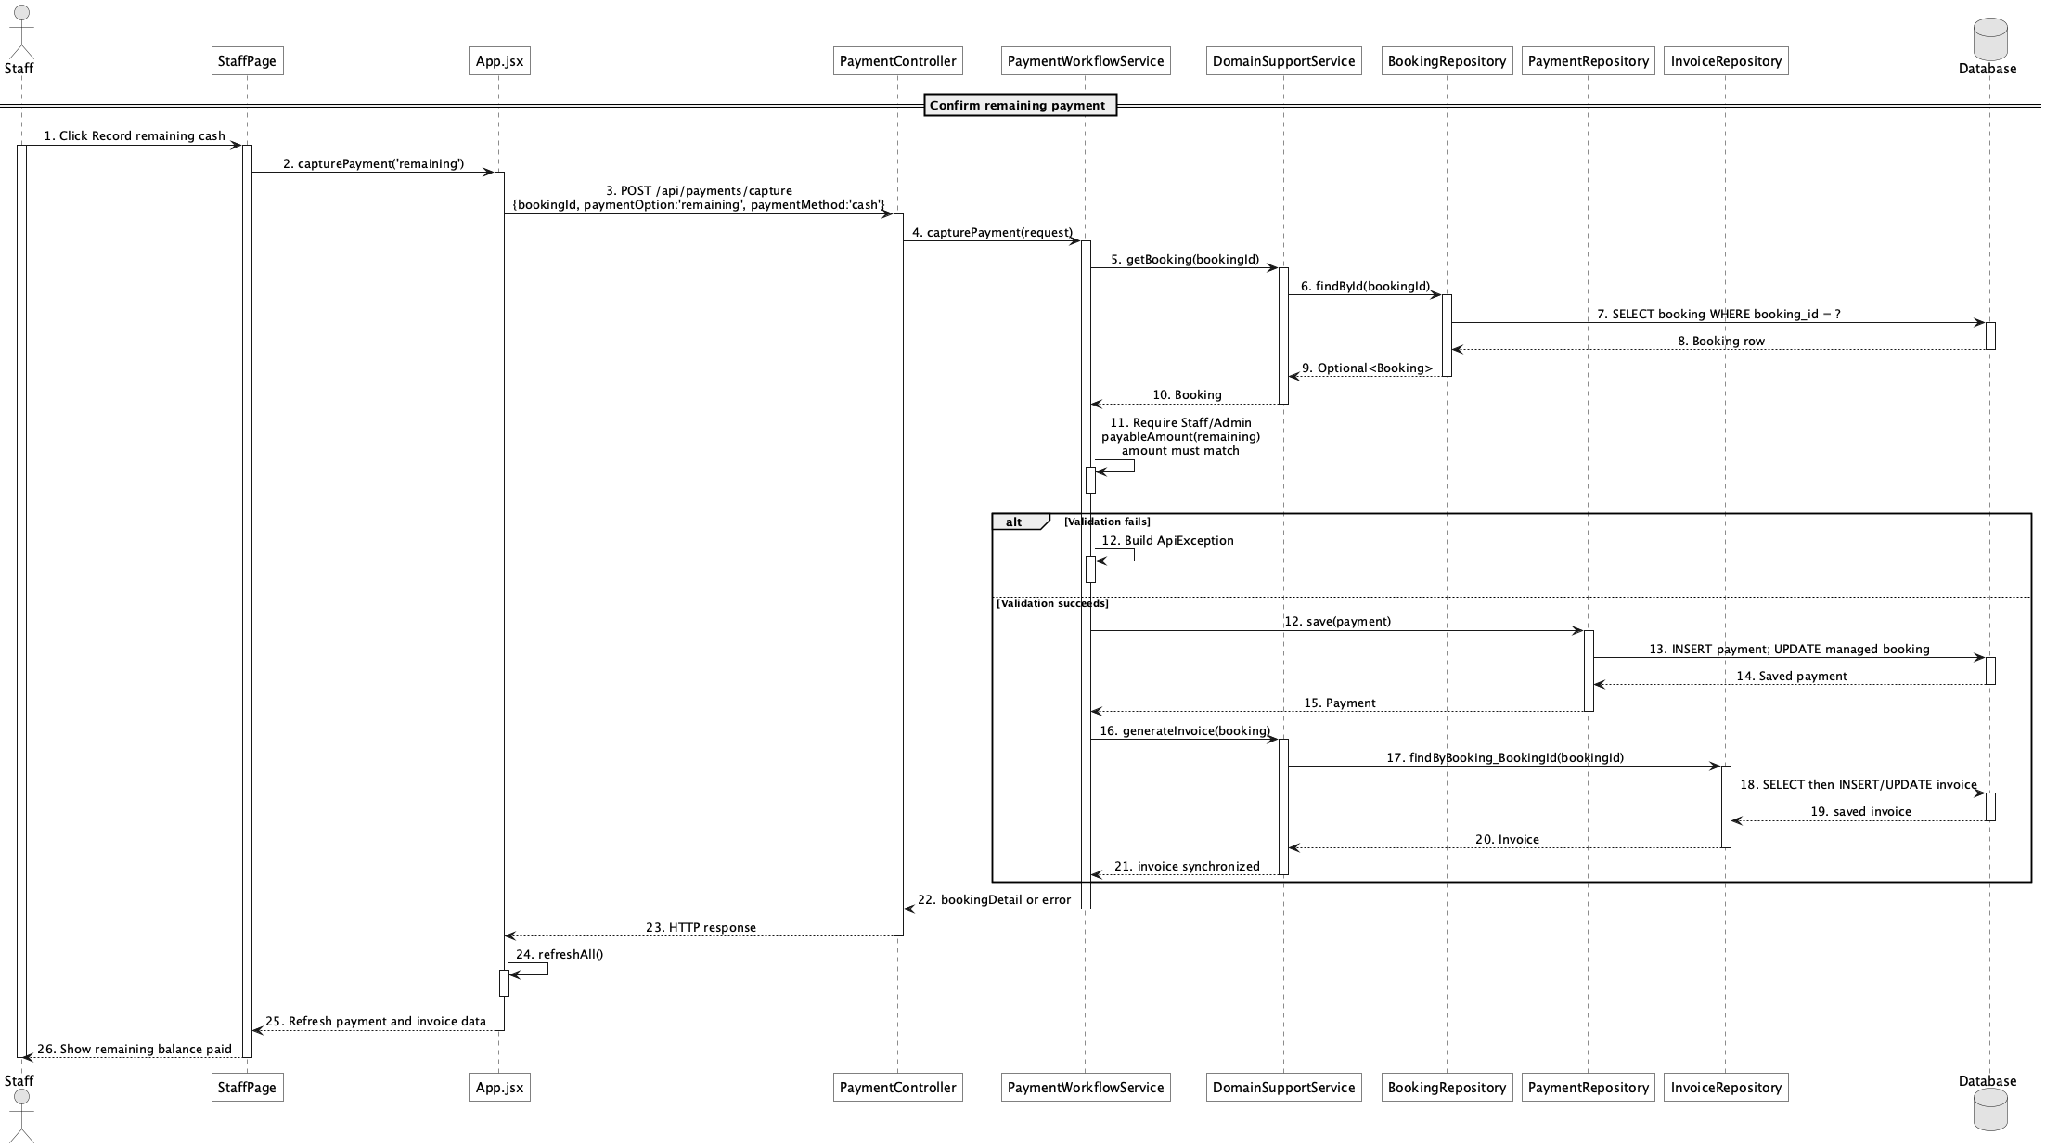 Staff
StaffPage
App.jsx
PaymentController
PaymentWorkflowService
DomainSupportService
BookingRepository
PaymentRepository
InvoiceRepository
Database
Confirm remaining payment
1. Click Record remaining cash
2. capturePayment('remaining')
3. POST /api/payments/capture
{bookingId, paymentOption:'remaining', paymentMethod:'cash'}
4. capturePayment(request)
5. getBooking(bookingId)
6. findById(bookingId)
7. SELECT booking WHERE booking_id = ?
8. Booking row
9. Optional<Booking>
10. Booking
11. Require Staff/Admin
payableAmount(remaining)
amount must match
alt
[Validation fails]
12. Build ApiException
[Validation succeeds]
12. save(payment)
13. INSERT payment; UPDATE managed booking
14. Saved payment
15. Payment
16. generateInvoice(booking)
17. findByBooking_BookingId(bookingId)
18. SELECT then INSERT/UPDATE invoice
19. saved invoice
20. Invoice
21. invoice synchronized
22. bookingDetail or error
23. HTTP response
24. refreshAll()
25. Refresh payment and invoice data
26. Show remaining balance paid
Staff
StaffPage
App.jsx
PaymentController
PaymentWorkflowService
DomainSupportService
BookingRepository
PaymentRepository
InvoiceRepository
Database